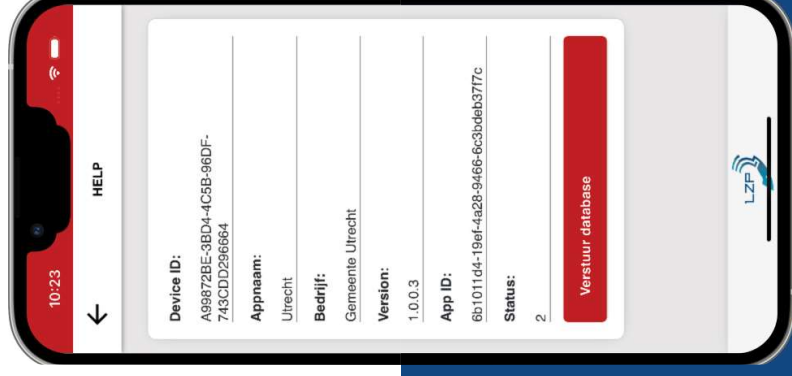 10:23
HELP
Device ID:
A99872BE-3BD4-4C5B-96DF-
743CDD296664
Appnaam:
Utrecht
Bedrijf:
Gemeente Utrecht
Version:
1.0.0.3
App ID:
6b1011d4-19ef-4a28-9466-6c3bdeb37f7c
Status:
2
Verstuur database
LZP